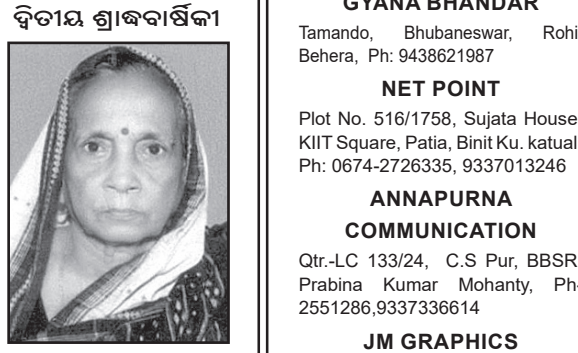 ଦ୍ୱିତୀୟ ଶ୍ରାଦ୍ଧବାର୍ଷିକୀ
GYANA BHANDAR
Tamando, Bhubaneswar, Rohi
Behera, Ph: 9438621987
NET POINT
Plot No. 516/1758, Sujata House
KIIT Square, Patia, Binit Ku. katual
Ph: 0674-2726335, 9337013246
ANNAPURNA
COMMUNICATION
Qtr.-LC 133/24, C.S Pur, BBSR
Prabina Kumar Mohanty, Ph-
2551286,9337336614
JM GRAPHICS